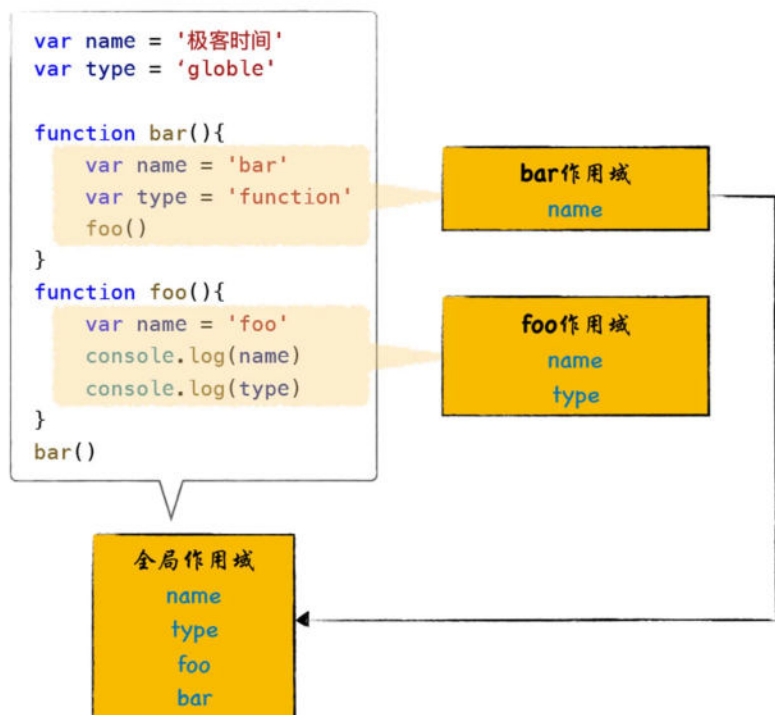 var name = '极客时间'
var type = ‘globle'
function bar(){
var name = 'bar'
var type = 'function'
foo()
}
function foo(){
var name = 'foo'
console.log(name)
console.log(type)
}
bar()
bar作用域
name
foo作用域
name
type
全局作用域
name
type
foo
bar